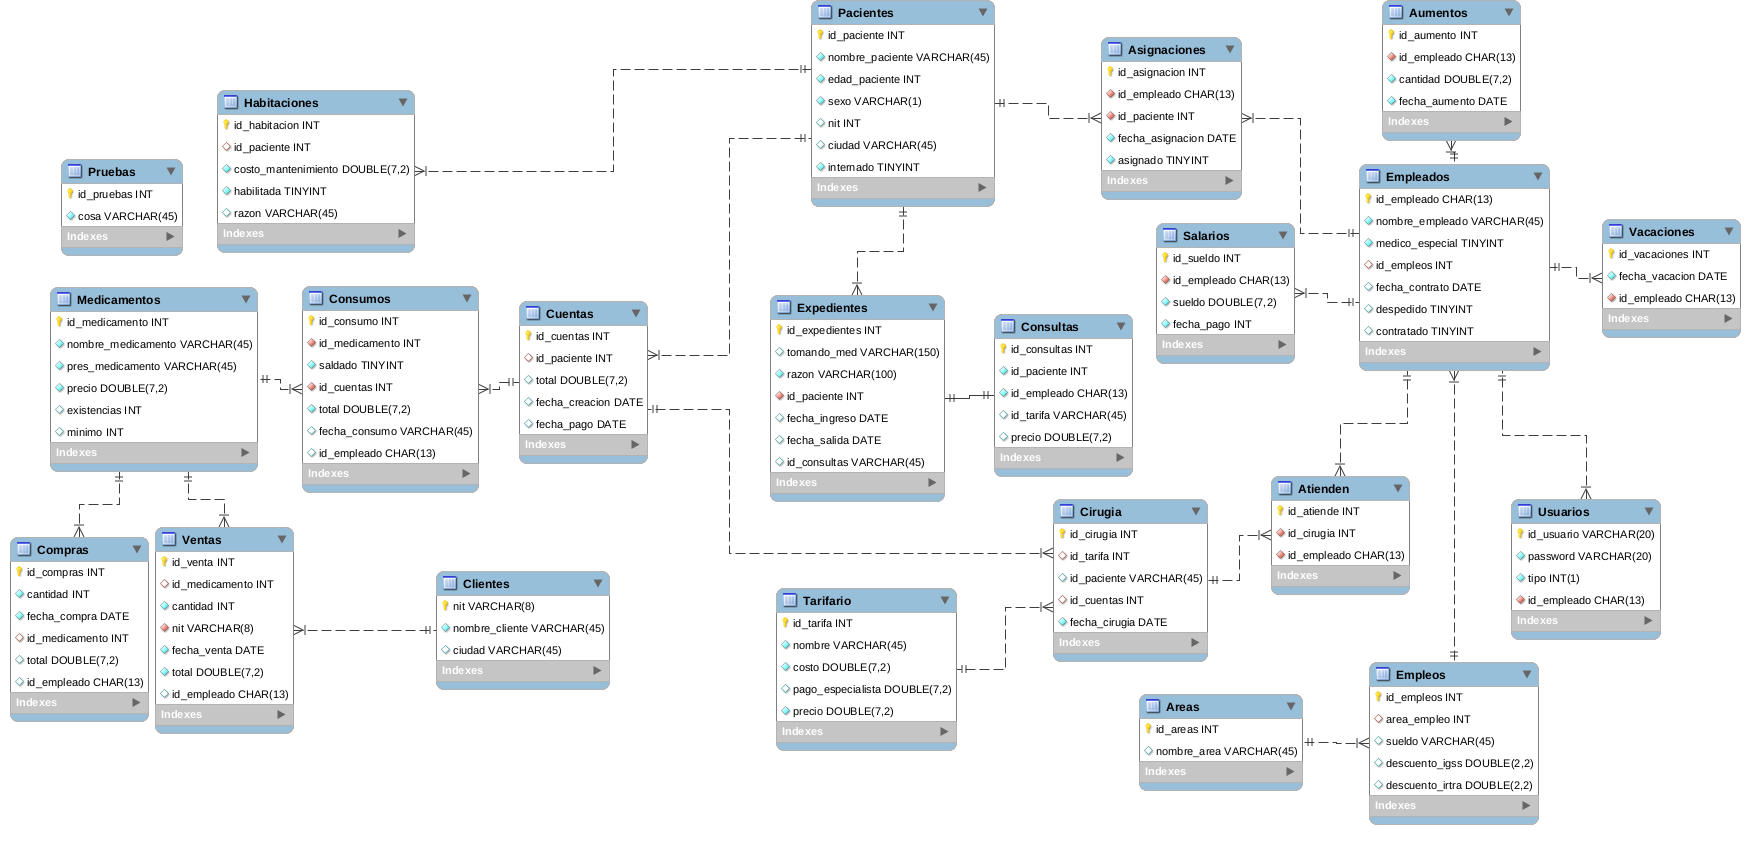 Pacientes
id_paciente INT
nombre_paciente VARCHAR(45)
edad_paciente INT
sexo VARCHAR(1)
nit INT
ciudad VARCHAR(45)
internado TINYINT
Indexes
Asignaciones
id_asignacion INT
id_empleado CHAR(13)
id_paciente INT
fecha_asignacion DATE
asignado TINYINT
Indexes
Aumentos
id_aumento INT
id_empleado CHAR(13)
cantidad DOUBLE(7,2)
fecha_aumento DATE
Indexes
Habitaciones
id_habitacion INT
id_paciente INT
costo_mantenimiento DOUBLE(7,2)
habilitada TINYINT
razon VARCHAR(45)
Indexes
Pruebas
id_pruebas INT
cosa VARCHAR(45)
Indexes
Empleados
id_empleado CHAR(13)
nombre_empleado VARCHAR(45)
medico_especial TINYINT
id_empleos INT
fecha_contrato DATE
despedido TINYINT
contratado TINYINT
Indexes
Salarios
id_sueldo INT
id_empleado CHAR(13)
sueldo DOUBLE(7,2)
fecha_pago INT
Indexes
Vacaciones
id_vacaciones INT
fecha_vacacion DATE
id_empleado CHAR(13)
Indexes
Medicamentos
id_medicamento INT
nombre_medicamento VARCHAR(45)
pres_medicamento VARCHAR(45)
precio DOUBLE(7,2)
existencias INT
minimo INT
Indexes
Consumos
id_consumo INT
id_medicamento INT
saldado TINYINT
id_cuentas INT
total DOUBLE(7,2)
fecha_consumo VARCHAR(45)
id_empleado CHAR(13)
Indexes
Cuentas
id_cuentas INT
id_paciente INT
total DOUBLE(7,2)
fecha_creacion DATE
fecha_pago DATE
Indexes
Expedientes
id_expedientes INT
tomando_med VARCHAR(150)
razon VARCHAR(100)
id_paciente INT
fecha_ingreso DATE
fecha_salida DATE
id_consultas VARCHAR(45)
Indexes
Consultas
id_consultas INT
id_paciente INT
id_empleado CHAR(13)
id_tarifa VARCHAR(45)
precio DOUBLE(7,2)
Indexes
Atienden
id_atiende INT
id_cirugia INT
id_empleado CHAR(13)
Indexes
Usuarios
id_usuario VARCHAR(20)
password VARCHAR(20)
tipo INT(1)
id_empleado CHAR(13)
Indexes
Cirugia
id_cirugia INT
id_tarifa INT
id_paciente VARCHAR(45)
id_cuentas INT
fecha_cirugia DATE
Indexes
Compras
id_compras INT
cantidad INT
fecha_compra DATE
id_medicamento INT
total DOUBLE(7,2)
id_empleado CHAR(13)
Indexes
Ventas
id_venta INT
id_medicamento INT
cantidad INT
nit VARCHAR(8)
fecha_venta DATE
total DOUBLE(7,2)
id_empleado CHAR(13)
Indexes
Clientes
nit VARCHAR(8)
nombre_cliente VARCHAR(45)
ciudad VARCHAR(45)
Indexes
Tarifario
id_tarifa INT
nombre VARCHAR(45)
costo DOUBLE(7,2)
pago_especialista DOUBLE(7,2)
precio DOUBLE(7,2)
Indexes
Areas
id_areas INT
nombre_area VARCHAR(45)
Indexes
Empleos
id_empleos INT
area_empleo INT
sueldo VARCHAR(45)
descuento_igss DOUBLE(2,2)
descuento_irtra DOUBLE(2,2)
Indexes